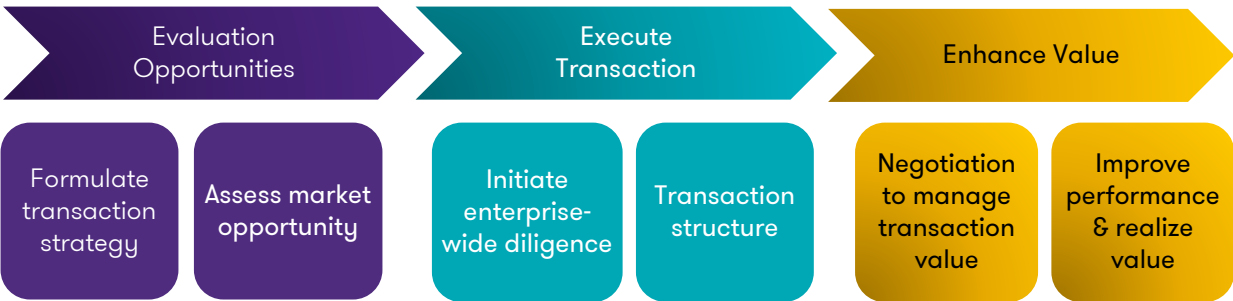 Evaluation
Opportunities
Execute
Transaction
Enhance Value
Formulate
transaction
strategy
Assess market
opportunity
Initiate
enterprise-
wide diligence
Transaction
structure
Negotiation
to manage
transaction
value
Improve
performance
& realize
value